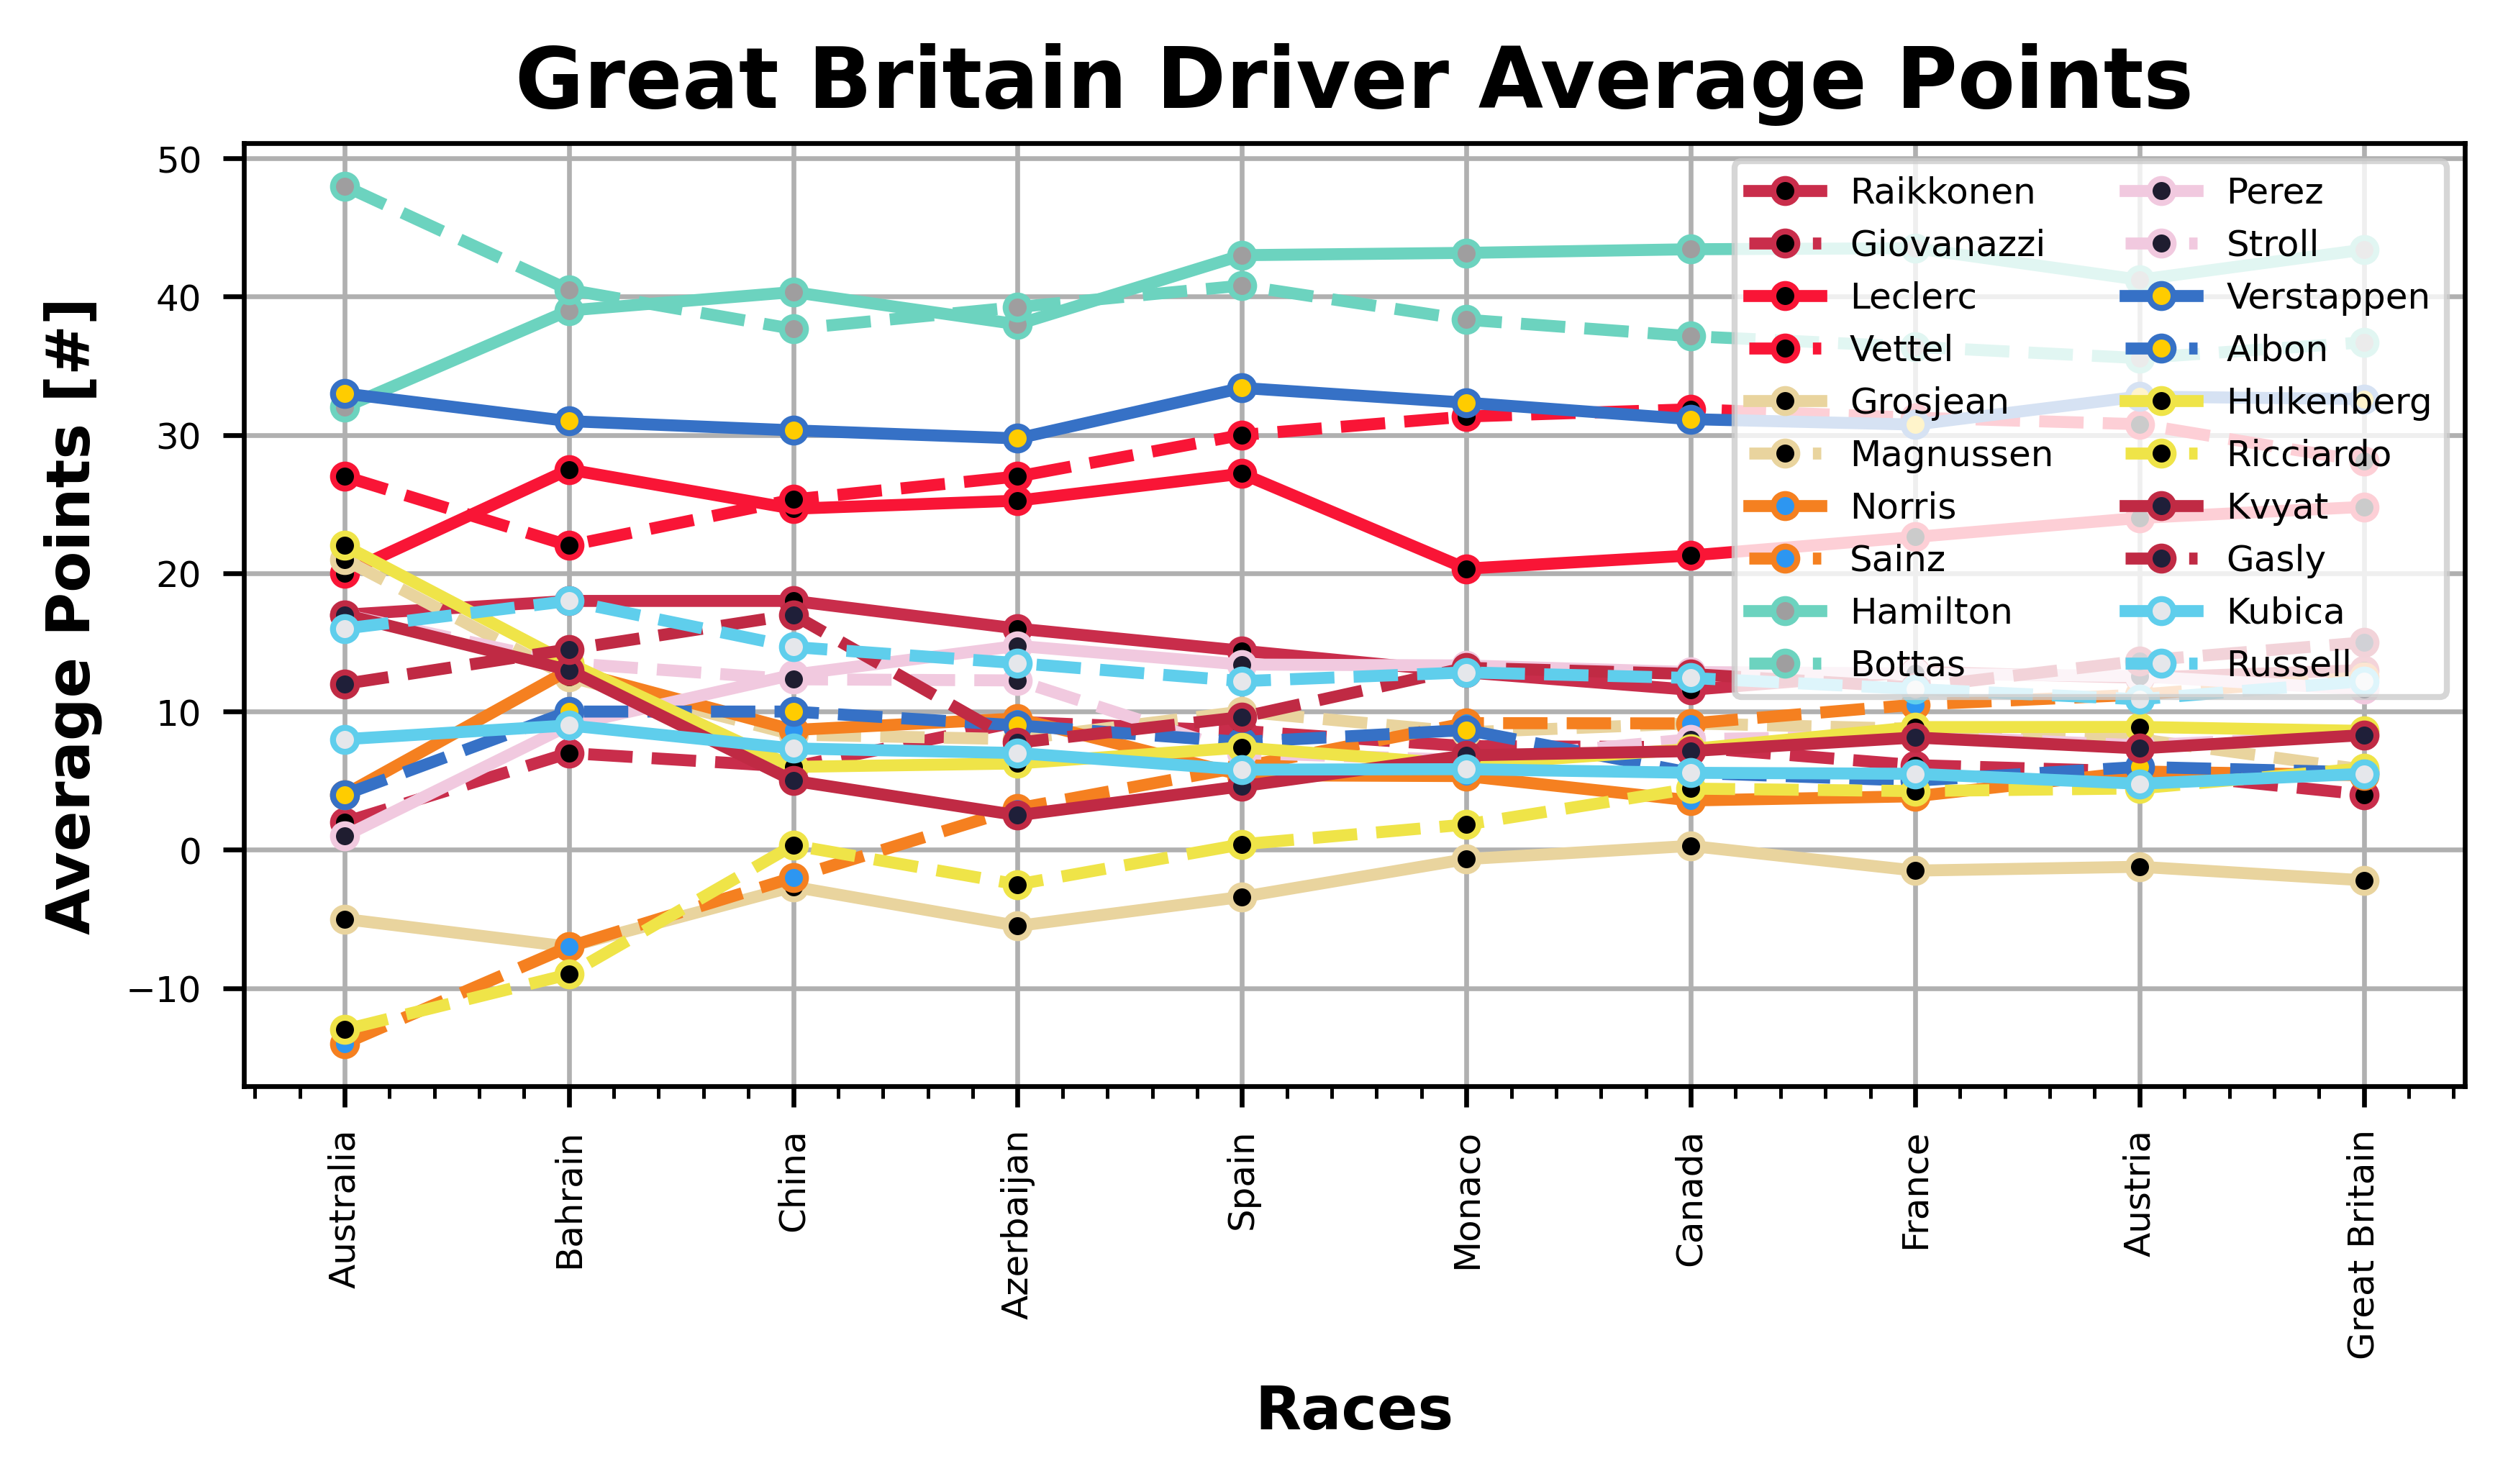 Great Britain Driver Average Points
Average Points [#]
50
40
30
20
10
0
−10
Raikkonen
Giovanazzi
Leclerc
Vettel
Grosjean
Magnussen
Norris
Sainz
Hamilton
Bottas
Perez
Stroll
Verstappen
Albon
Hulkenberg
Ricciardo
Kvyat
Gasly
Kubica
Russell
Australia
Bahrain
China
Azerbaijan
Spain
Monaco
Canada
France
Austria
Great Britain
Races